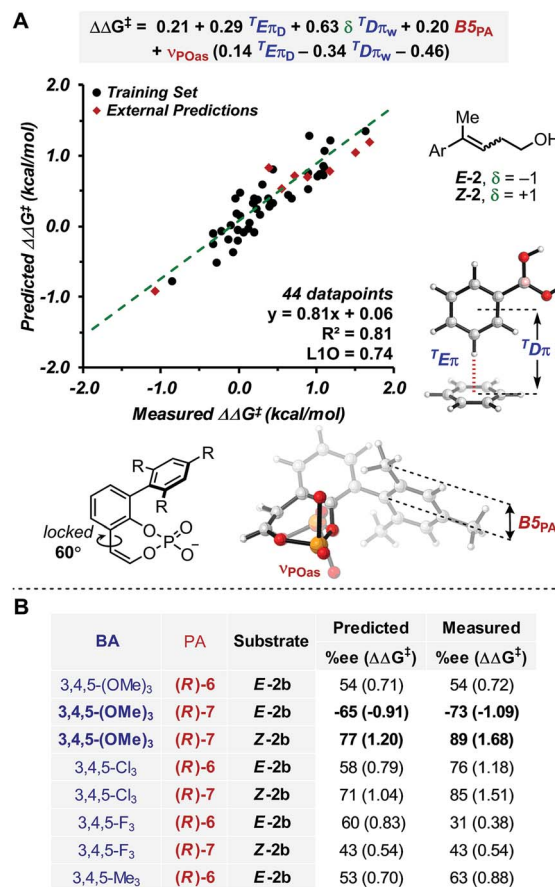 A
ΔΔG‡ = 0.21 + 0.29 ᵀEπ_D + 0.63 δ ᵀDπ_w + 0.20 B5_PA
+ ν_POas (0.14 ᵀEπ_D – 0.34 ᵀDπ_w – 0.46)
2.0
1.0
0.0
-1.0
-2.0
Predicted ΔΔG‡ (kcal/mol)
Training Set
External Predictions
44 datapoints
y = 0.81x + 0.06
R² = 0.81
L1O = 0.74
-2.0 -1.0 0.0 1.0 2.0
Measured ΔΔG‡ (kcal/mol)
Me
Ar OH
E-2, δ = –1
Z-2, δ = +1
ᵀEπ ᵀDπ
R R
R
locked
60°
O
O
P
O
O⁻
ν_POas
B5_PA
B
BA PA Substrate Predicted Measured
%ee (ΔΔG‡) %ee (ΔΔG‡)
3,4,5-(OMe)₃ (R)-6 E-2b 54 (0.71) 54 (0.72)
3,4,5-(OMe)₃ (R)-7 E-2b -65 (-0.91) -73 (-1.09)
3,4,5-(OMe)₃ (R)-7 Z-2b 77 (1.20) 89 (1.68)
3,4,5-Cl₃ (R)-6 E-2b 58 (0.79) 76 (1.18)
3,4,5-Cl₃ (R)-7 Z-2b 71 (1.04) 85 (1.51)
3,4,5-F₃ (R)-6 E-2b 60 (0.83) 31 (0.38)
3,4,5-F₃ (R)-7 Z-2b 43 (0.54) 43 (0.54)
3,4,5-Me₃ (R)-6 E-2b 53 (0.70) 63 (0.88)